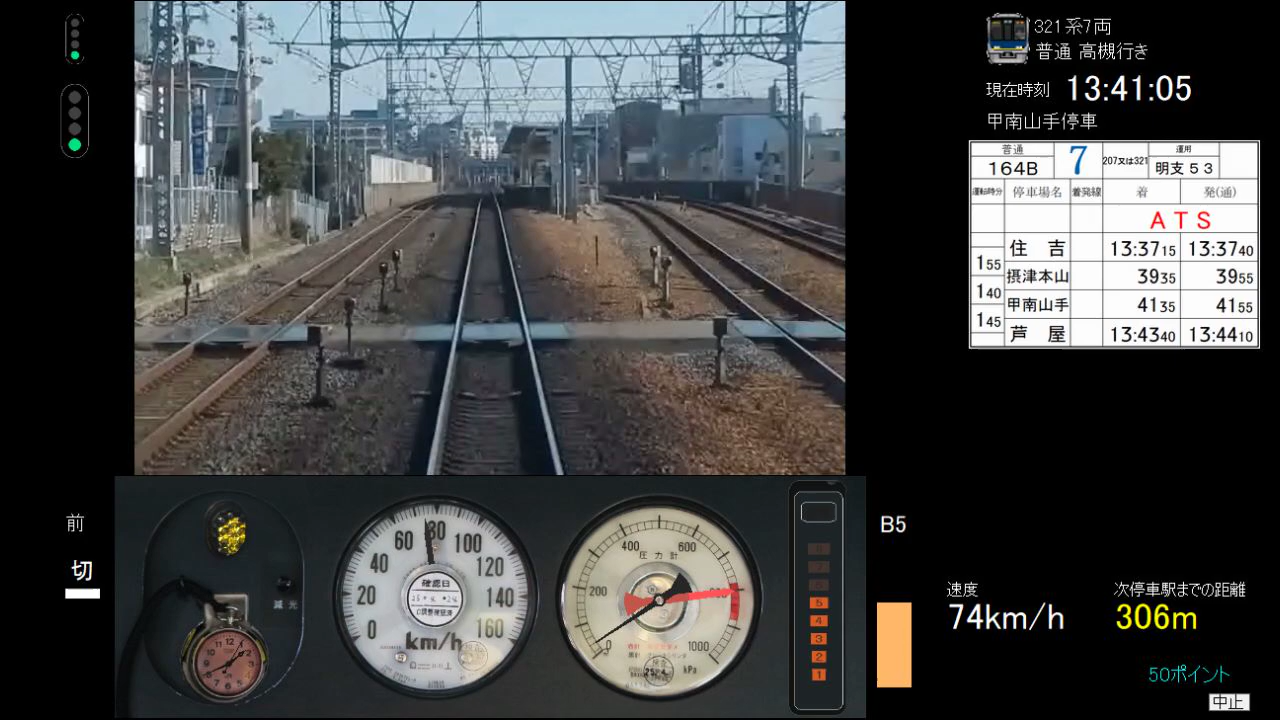 321系7両
普通 高槻行き
現在時刻 13:41:05
甲南山手停車
普通 164B 7 207又は321 運用 明支53
運転時分 停車場名 着発線 着 発(通)
ATS
住 吉 13:3715 13:3740
155
摂津本山 3935 3955
140
甲南山手 4135 4155
145
芦 屋 13:4340 13:4410
前
切
減光
0 20 40 60 80 100 120 140 160
確認日
km/h
0 200 400 600 1000
圧力計
kPa
5
4
3
2
1
B5
速度
74km/h
次停車駅までの距離
306m
50ポイント
中止